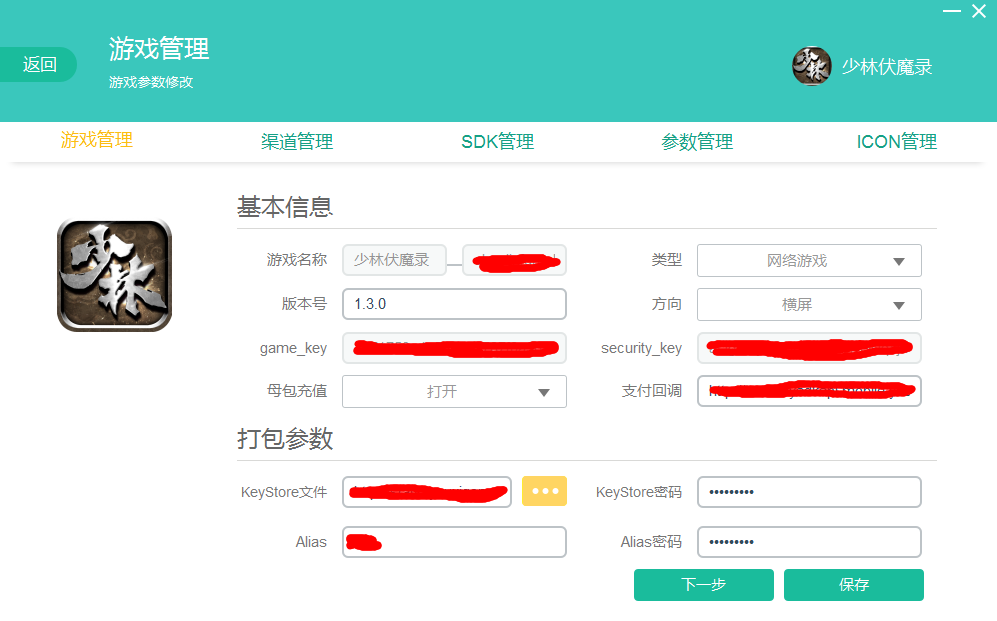 返回
游戏管理
游戏参数修改
少林伏魔录
游戏管理 渠道管理 SDK管理 参数管理 ICON管理
少林
基本信息
游戏名称 少林伏魔录 类型 网络游戏
版本号 1.3.0 方向 横屏
game_key security_key
母包充值 打开 支付回调
打包参数
KeyStore文件 KeyStore密码 •••••••••
Alias Alias密码 •••••••••
下一步 保存